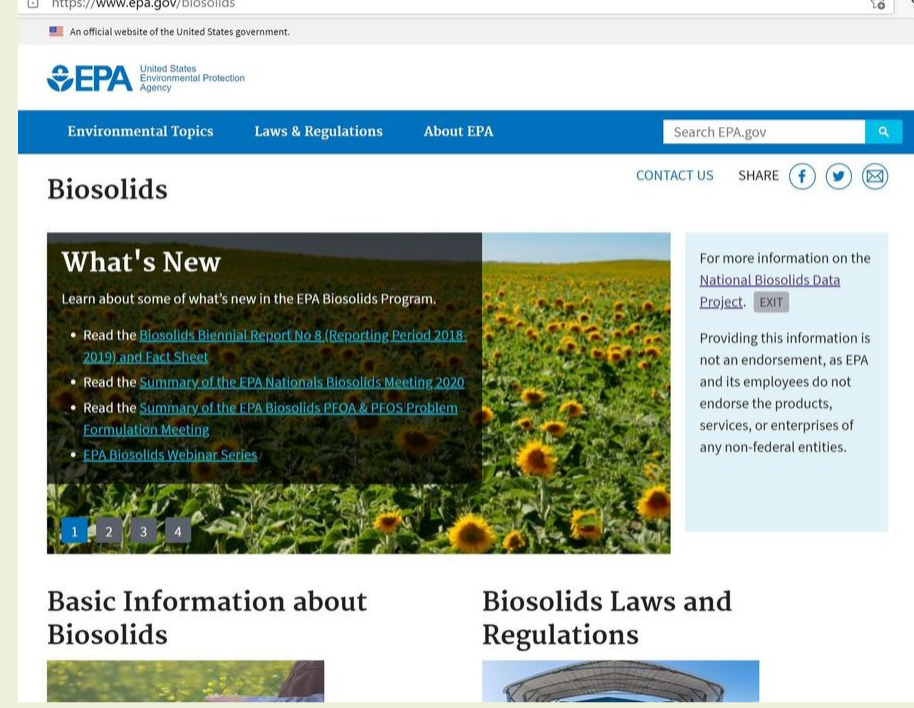 https://www.epa.gov/biosolids
An official website of the United States government.
EPA
United States
Environmental Protection
Agency
Environmental Topics Laws & Regulations About EPA Search EPA.gov
CONTACT US SHARE
Biosolids
What's New
Learn about some of what's new in the EPA Biosolids Program.
• Read the Biosolids Biennial Report No 8 (Reporting Period 2018-
2019) and Fact Sheet
• Read the Summary of the EPA Nationals Biosolids Meeting 2020
• Read the Summary of the EPA Biosolids PFOA & PFOS Problem
Formulation Meeting
• EPA Biosolids Webinar Series
1 2 3 4
For more information on the
National Biosolids Data
Project. EXIT
Providing this information is
not an endorsement, as EPA
and its employees do not
endorse the products,
services, or enterprises of
any non-federal entities.
Basic Information about
Biosolids
Biosolids Laws and
Regulations